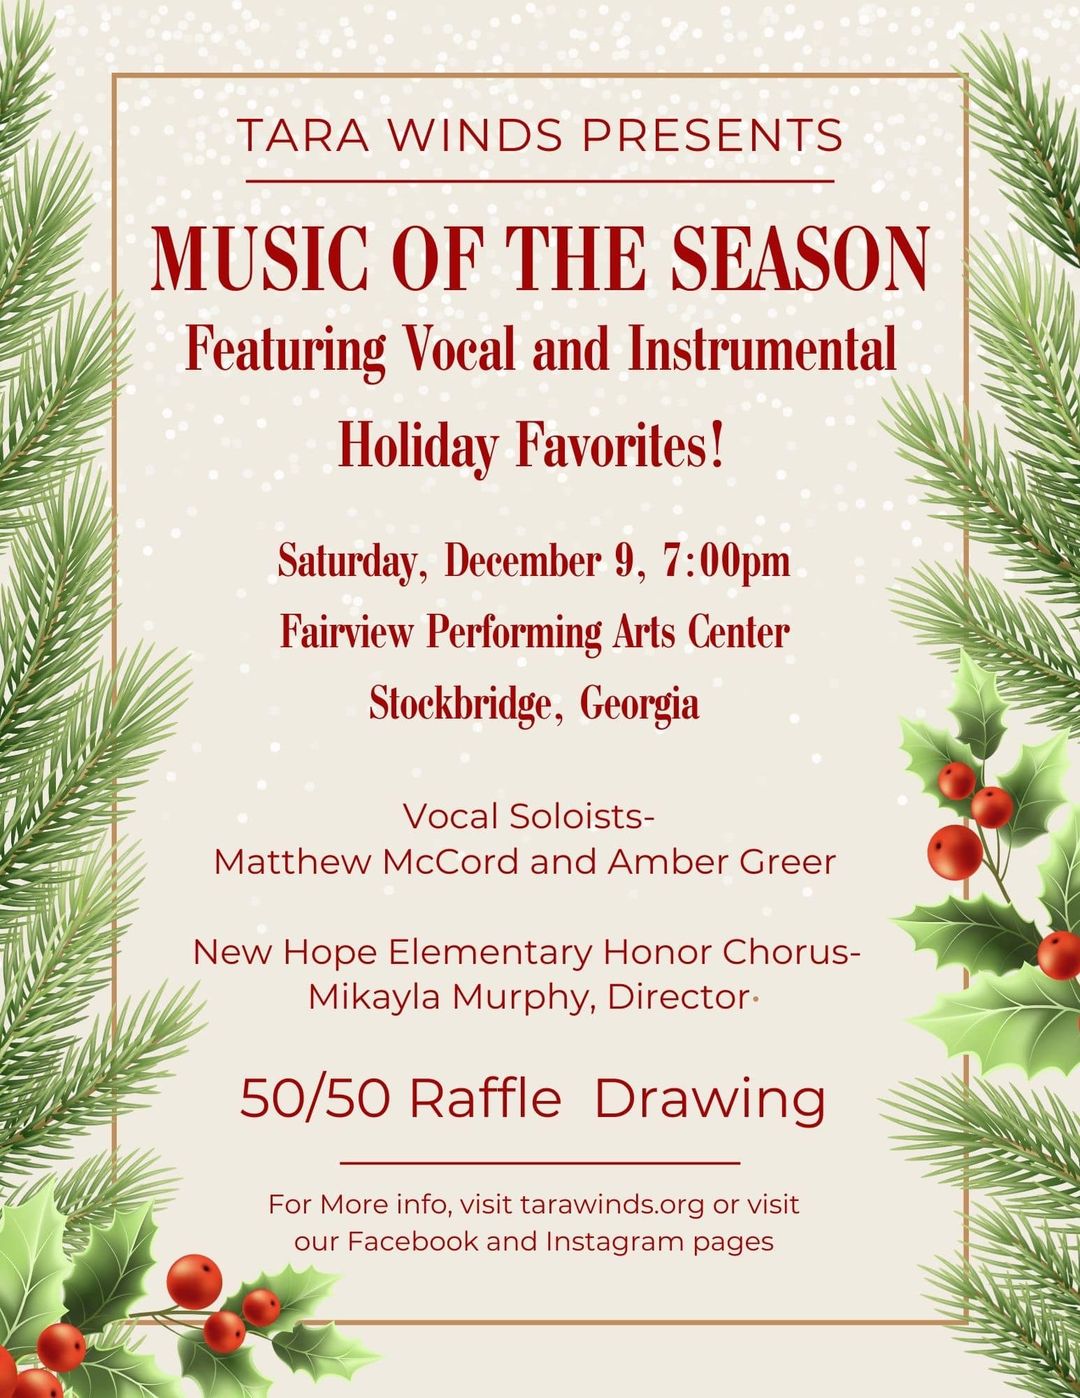 TARA WINDS PRESENTS
MUSIC OF THE SEASON
Featuring Vocal and Instrumental
Holiday Favorites!
Saturday, December 9, 7:00pm
Fairview Performing Arts Center
Stockbridge, Georgia
Vocal Soloists-
Matthew McCord and Amber Greer
New Hope Elementary Honor Chorus-
Mikayla Murphy, Director·
50/50 Raffle  Drawing
For More info, visit tarawinds.org or visit
our Facebook and Instagram pages